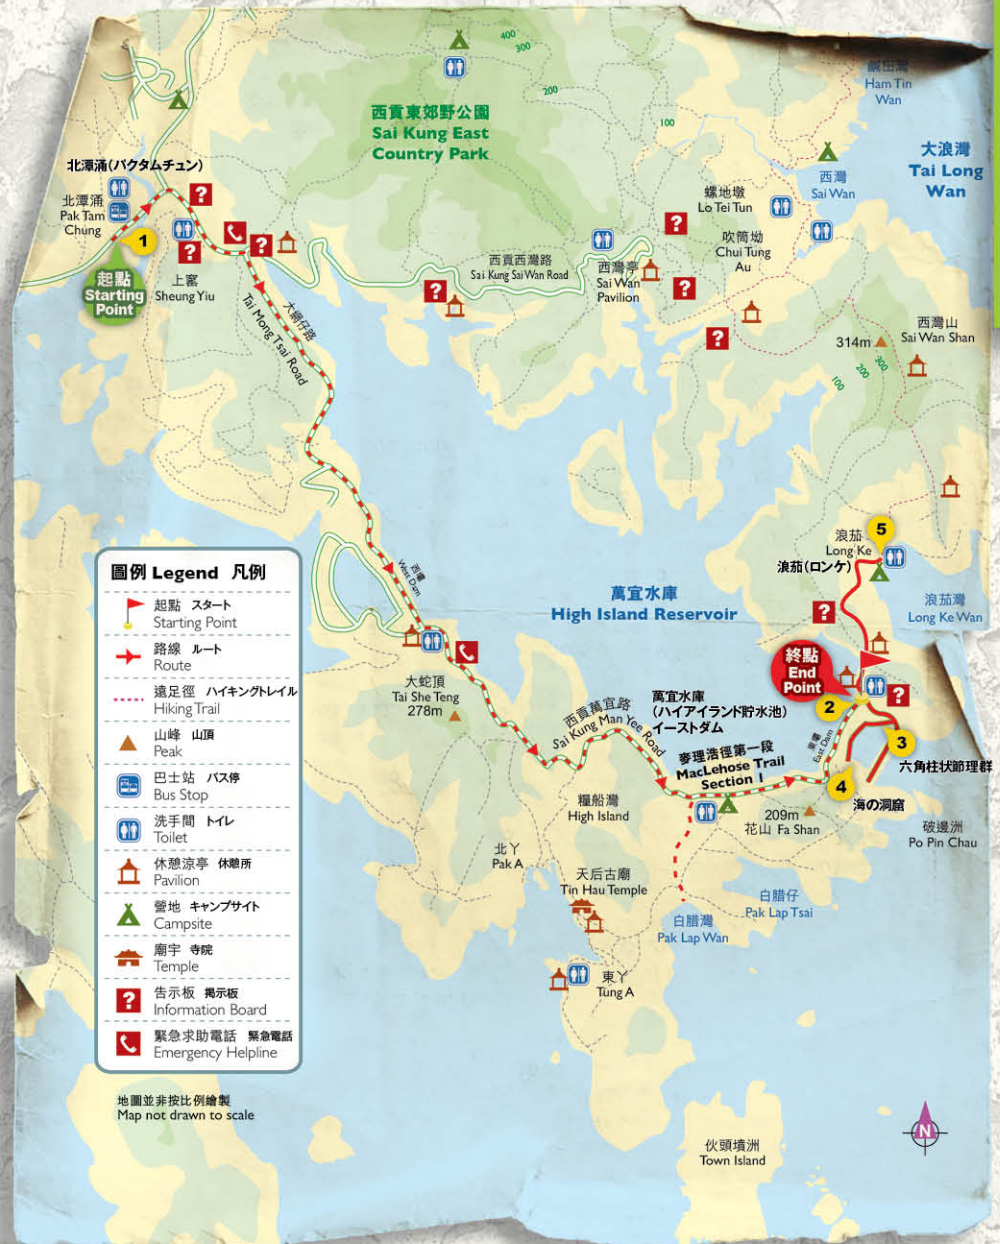 400
300
200
100
鹹田灣
Ham Tin
Wan
西貢東郊野公園
Sai Kung East
Country Park
大浪灣
Tai Long
Wan
北潭涌(パクタムチュン)
北潭涌
Pak Tam
Chung
1
起點
Starting
Point
上窰
Sheung Yiu
西灣
Sai Wan
螺地墩
Lo Tei Tun
吹筒坳
Chui Tung
Au
西貢西灣路
Sai Kung Sai Wan Road
西灣亭
Sai Wan
Pavilion
大網仔路
Tai Mong Tsai Road
西灣山
Sai Wan Shan
314m
300
200
100
5
浪茄
Long Ke
浪茄(ロンケ)
浪茄灣
Long Ke Wan
萬宜水庫
High Island Reservoir
西壩
West Dam
終點
End
Point
2
3
4
大蛇頂
Tai She Teng
278m
西貢萬宜路
Sai Kung Man Yee Road
萬宜水庫
(ハイアイランド貯水池)
イーストダム
麥理浩徑第一段
MacLehose Trail
Section 1
東壩
East Dam
六角柱状節理群
海の洞窟
破邊洲
Po Pin Chau
糧船灣
High Island
209m
花山 Fa Shan
北丫
Pak A
天后古廟
Tin Hau Temple
白腊仔
Pak Lap Tsai
白腊灣
Pak Lap Wan
東丫
Tung A
伙頭墳洲
Town Island
N
圖例 Legend 凡例
起點 スタート
Starting Point
路線 ルート
Route
遠足徑 ハイキングトレイル
Hiking Trail
山峰 山頂
Peak
巴士站 バス停
Bus Stop
洗手間 トイレ
Toilet
休憩涼亭 休憩所
Pavilion
營地 キャンプサイト
Campsite
廟宇 寺院
Temple
告示板 掲示板
Information Board
緊急求助電話 緊急電話
Emergency Helpline
地圖並非按比例繪製
Map not drawn to scale